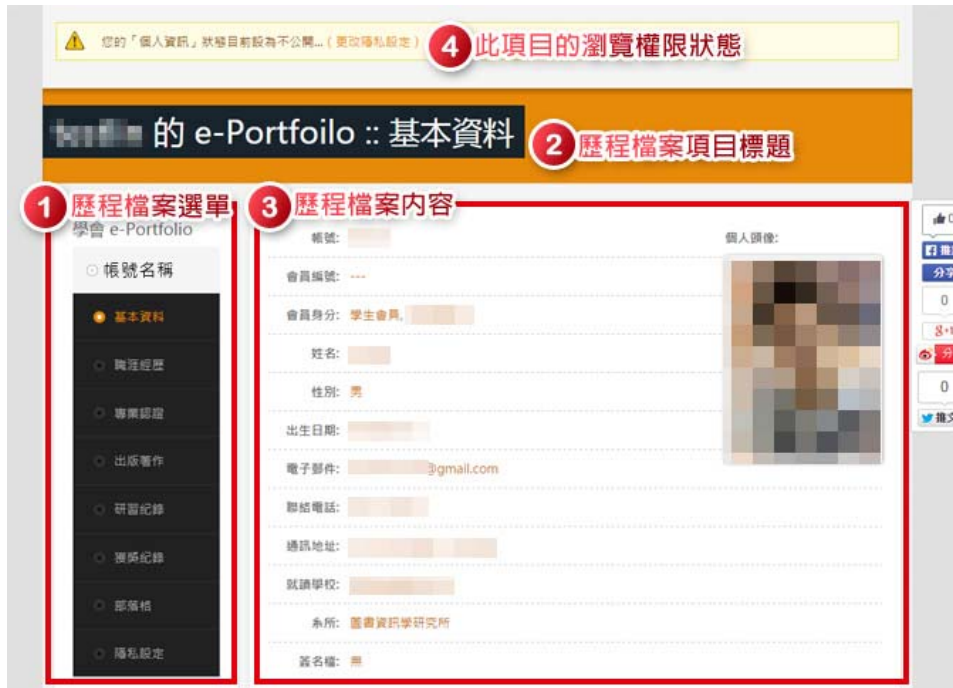 您的「個人資訊」狀態目前設為不公開...（更改隱私設定）
4 此項目的瀏覽權限狀態
的 e-Portfoilo :: 基本資料
2 歷程檔案項目標題
1 歷程檔案選單
3 歷程檔案內容
學會 e-Portfolio
帳號名稱
基本資料
職涯經歷
專業認證
出版著作
研習紀錄
獲獎紀錄
部落格
隱私設定
帳號:
個人頭像:
會員編號: ---
會員身分: 學生會員,
姓名:
性別: 男
出生日期:
電子郵件: @gmail.com
聯絡電話:
通訊地址:
就讀學校:
系所: 圖書資訊學研究所
簽名檔: 無
0
推
分享
0
g+1
分
0
推文